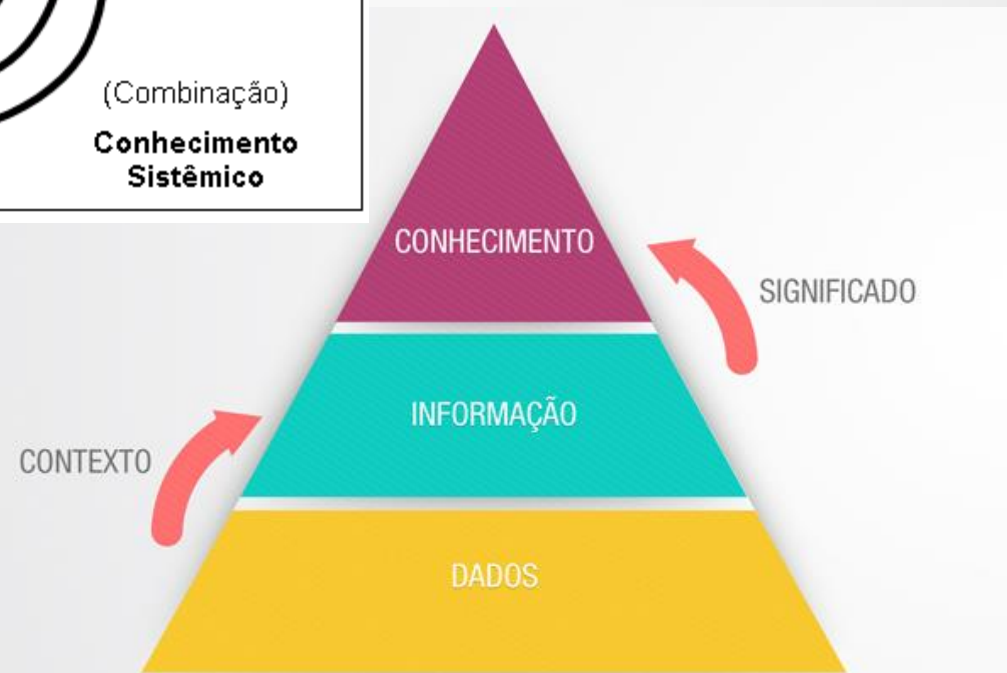 (Combinação)
Conhecimento
Sistêmico
CONHECIMENTO
SIGNIFICADO
INFORMAÇÃO
CONTEXTO
DADOS